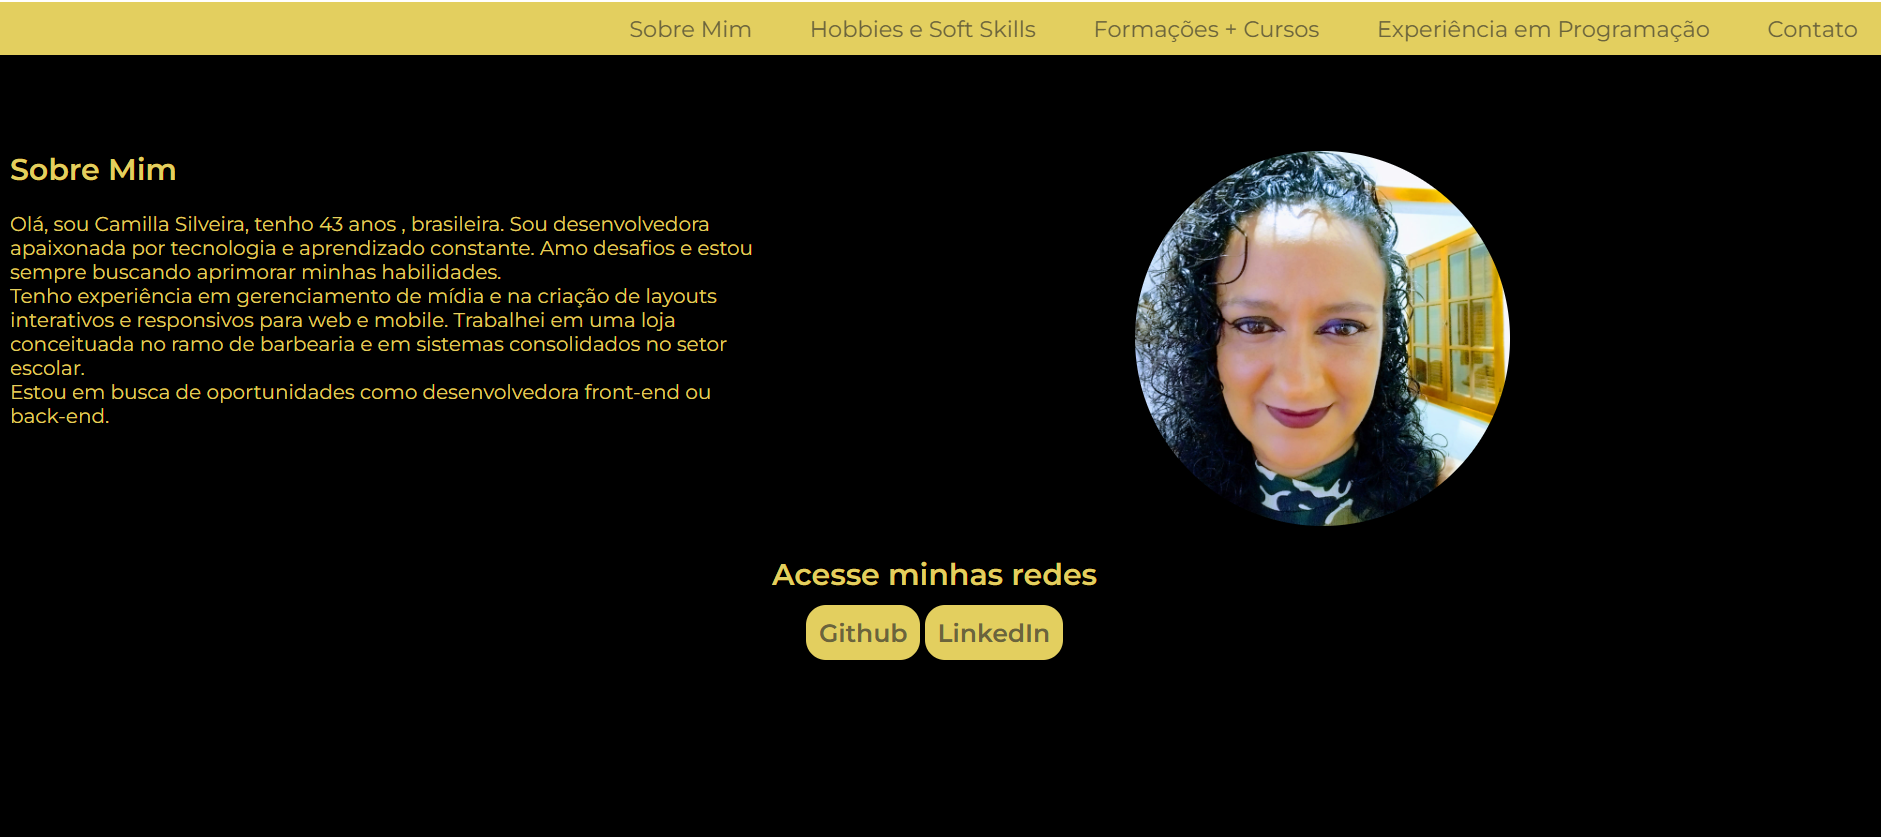 Sobre Mim Hobbies e Soft Skills Formações + Cursos Experiência em Programação Contato
Sobre Mim
Olá, sou Camilla Silveira, tenho 43 anos , brasileira. Sou desenvolvedora
apaixonada por tecnologia e aprendizado constante. Amo desafios e estou
sempre buscando aprimorar minhas habilidades.
Tenho experiência em gerenciamento de mídia e na criação de layouts
interativos e responsivos para web e mobile. Trabalhei em uma loja
conceituada no ramo de barbearia e em sistemas consolidados no setor
escolar.
Estou em busca de oportunidades como desenvolvedora front-end ou
back-end.
Acesse minhas redes
Github LinkedIn